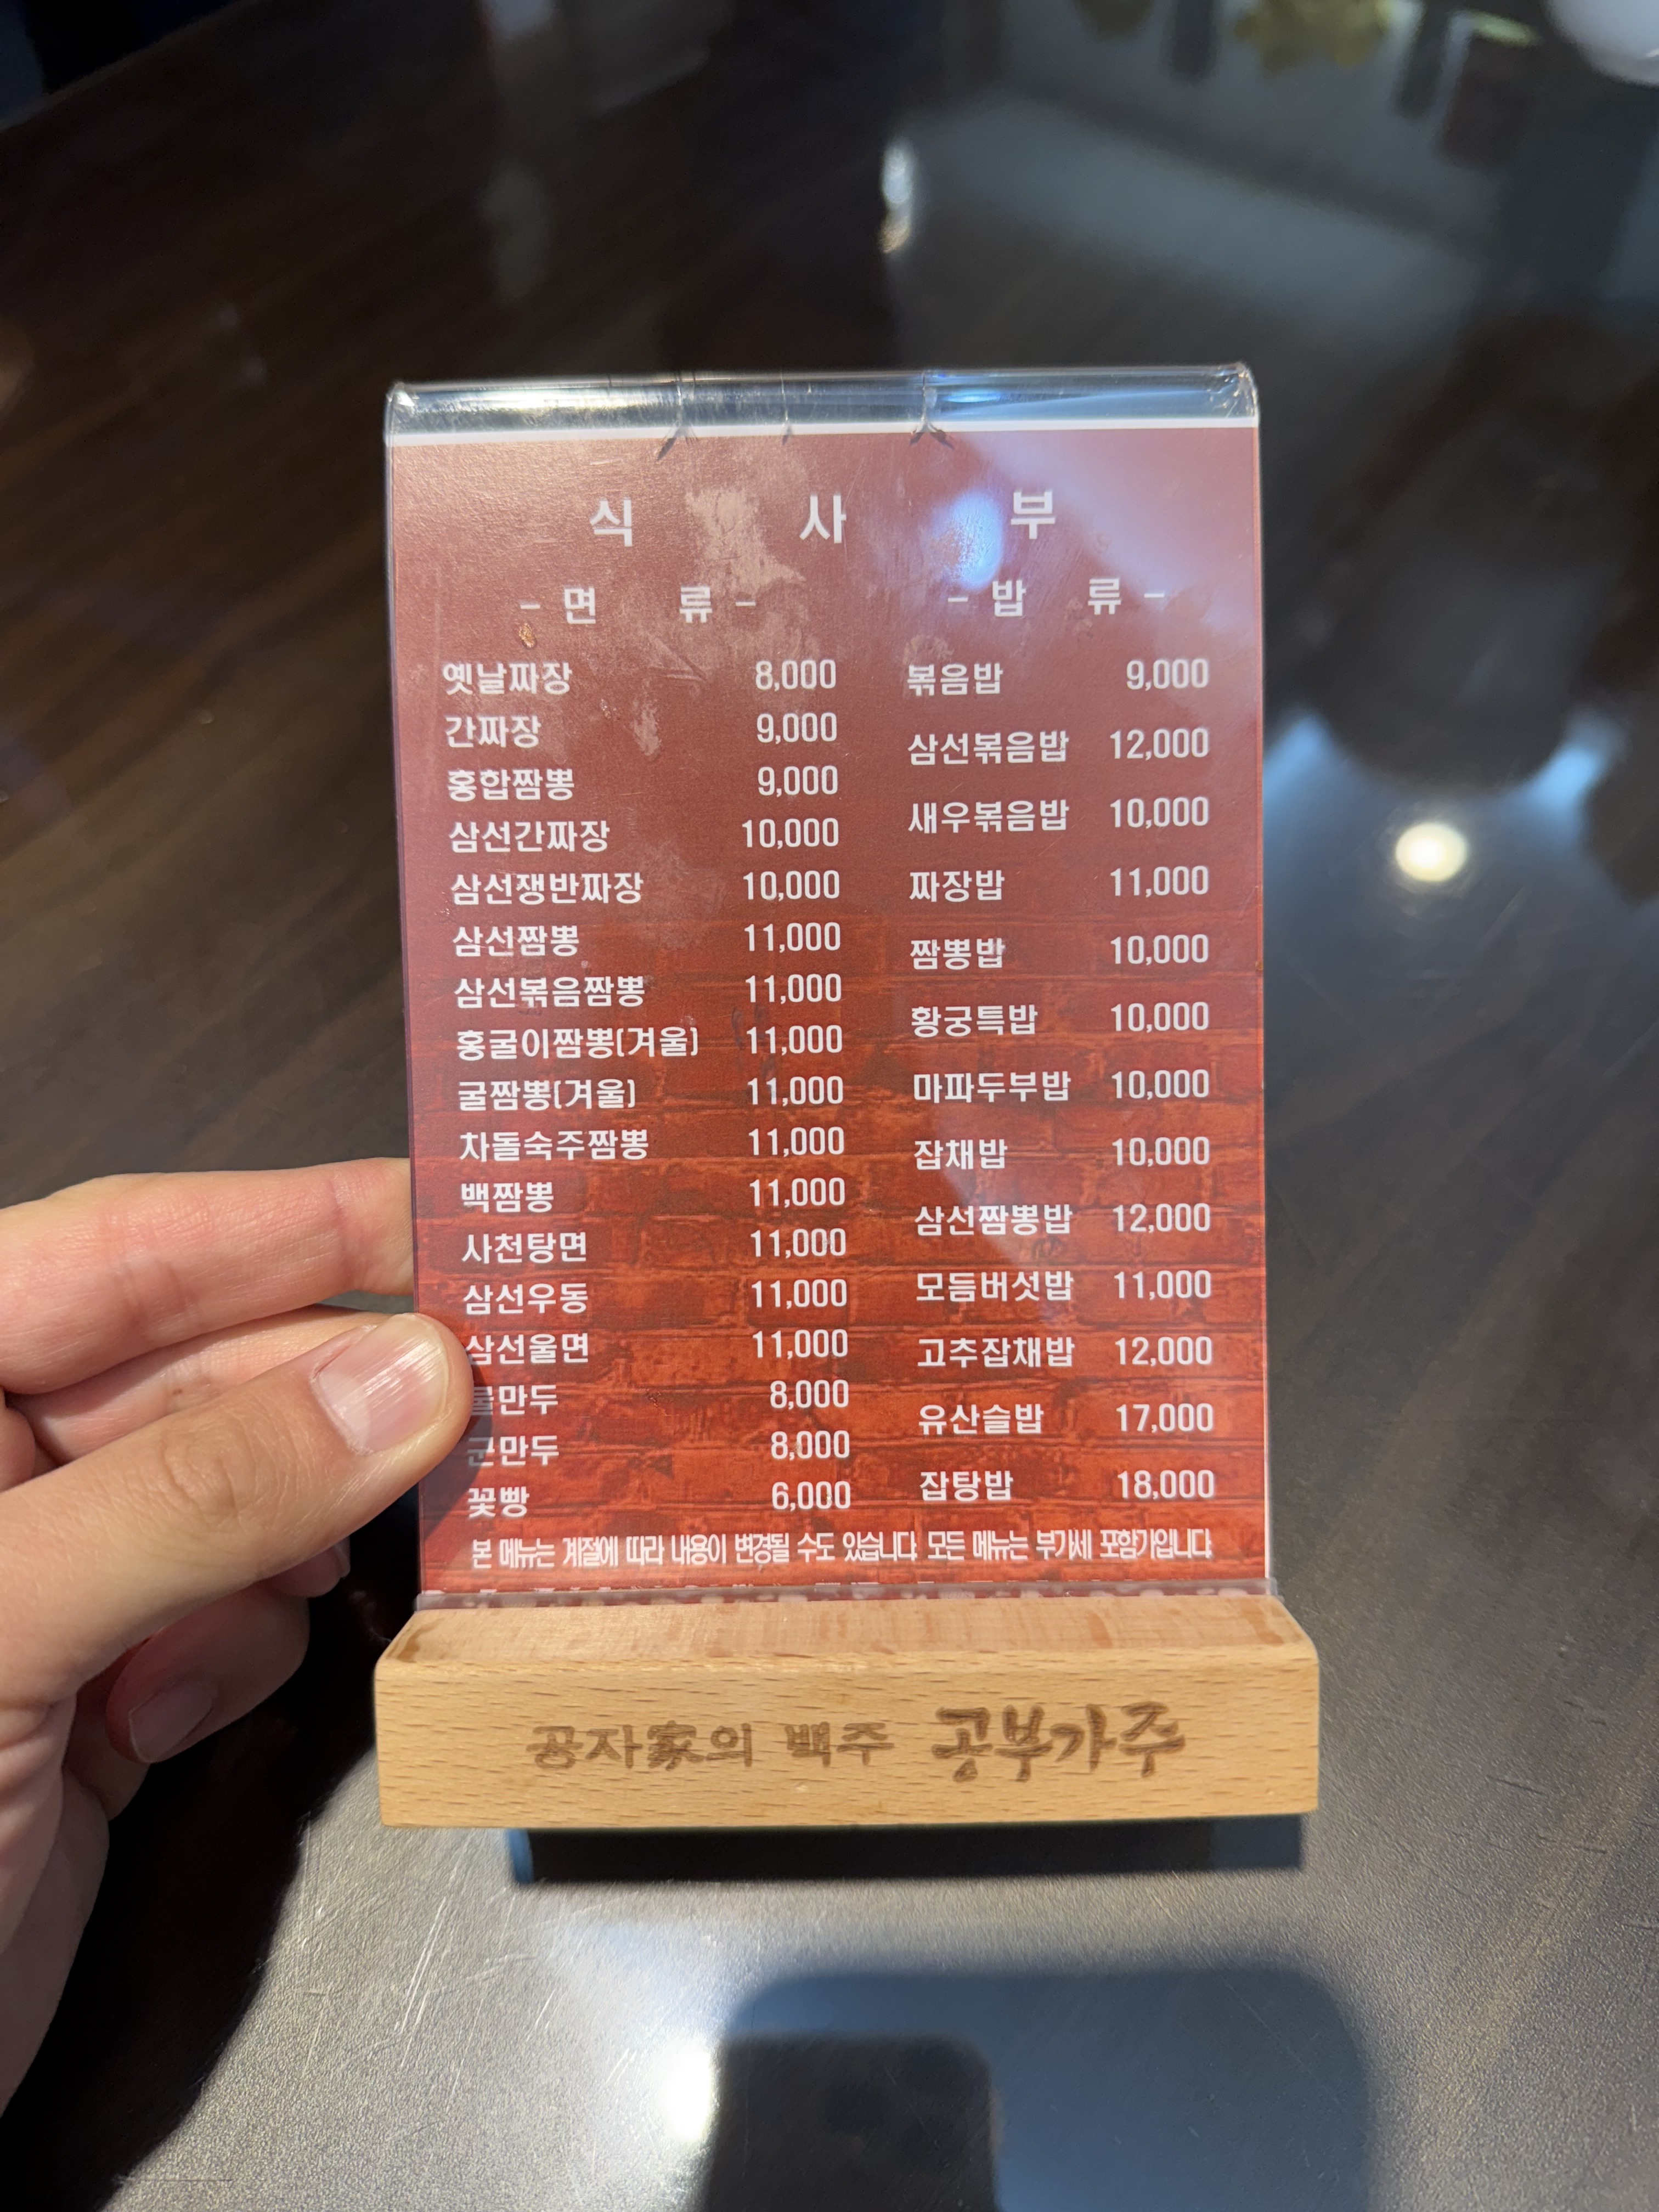 식 사 부
- 면 류 -
옛날짜장 8,000
간짜장 9,000
홍합짬뽕 9,000
삼선간짜장 10,000
삼선쟁반짜장 10,000
삼선짬뽕 11,000
삼선볶음짬뽕 11,000
홍굴이짬뽕(겨울) 11,000
굴짬뽕(겨울) 11,000
차돌숙주짬뽕 11,000
백짬뽕 11,000
사천탕면 11,000
삼선우동 11,000
삼선울면 11,000
물만두 8,000
군만두 8,000
꽃빵 6,000
- 밥 류 -
볶음밥 9,000
삼선볶음밥 12,000
새우볶음밥 10,000
짜장밥 11,000
짬뽕밥 10,000
황궁특밥 10,000
마파두부밥 10,000
잡채밥 10,000
삼선짬뽕밥 12,000
모듬버섯밥 11,000
고추잡채밥 12,000
유산슬밥 17,000
잡탕밥 18,000
본 메뉴는 계절에 따라 내용이 변경될 수도 있습니다. 모든 메뉴는 부가세 포함가입니다.
공자家의 백주 공부가주